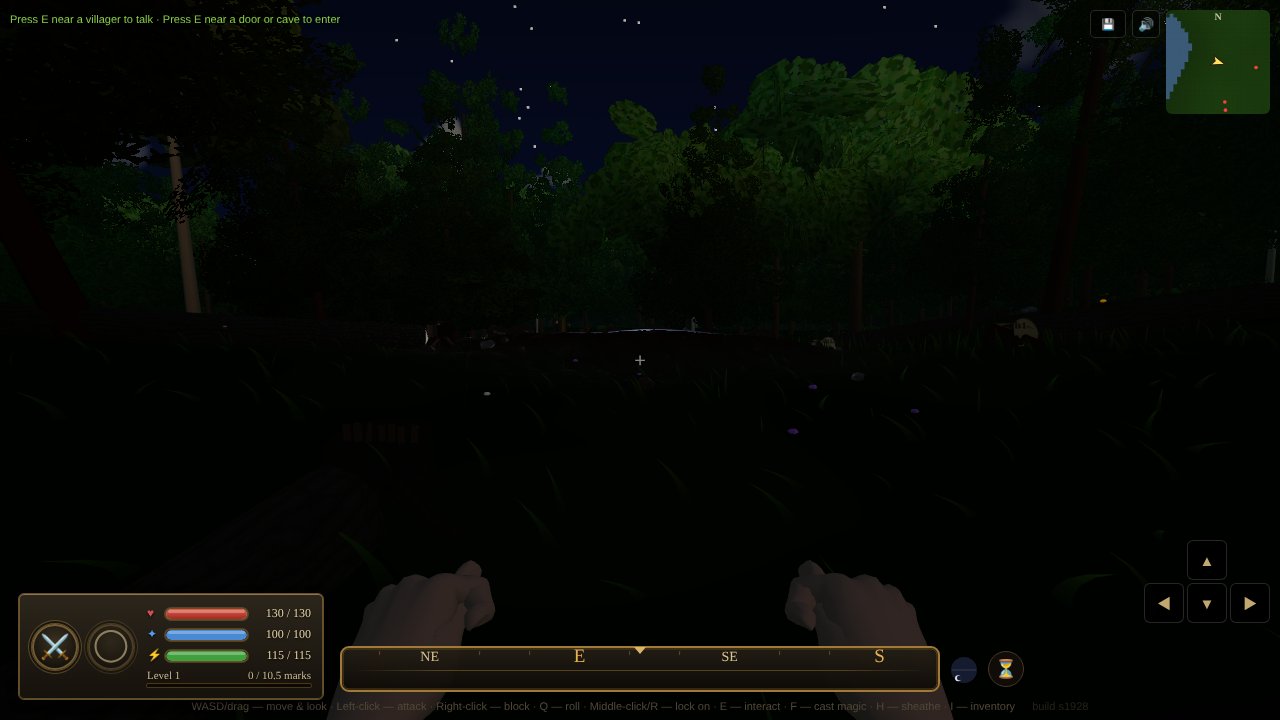 Press E near a villager to talk · Press E near a door or cave to enter
N
130 / 130
100 / 100
115 / 115
Level 1 0 / 10,5 marks
NE E SE S
WASD/drag — move & look · Left-click — attack · Right-click — block · Q — roll · Middle-click/R — lock on · E — interact · F — cast magic · H — sheathe · I — inventory build s1928